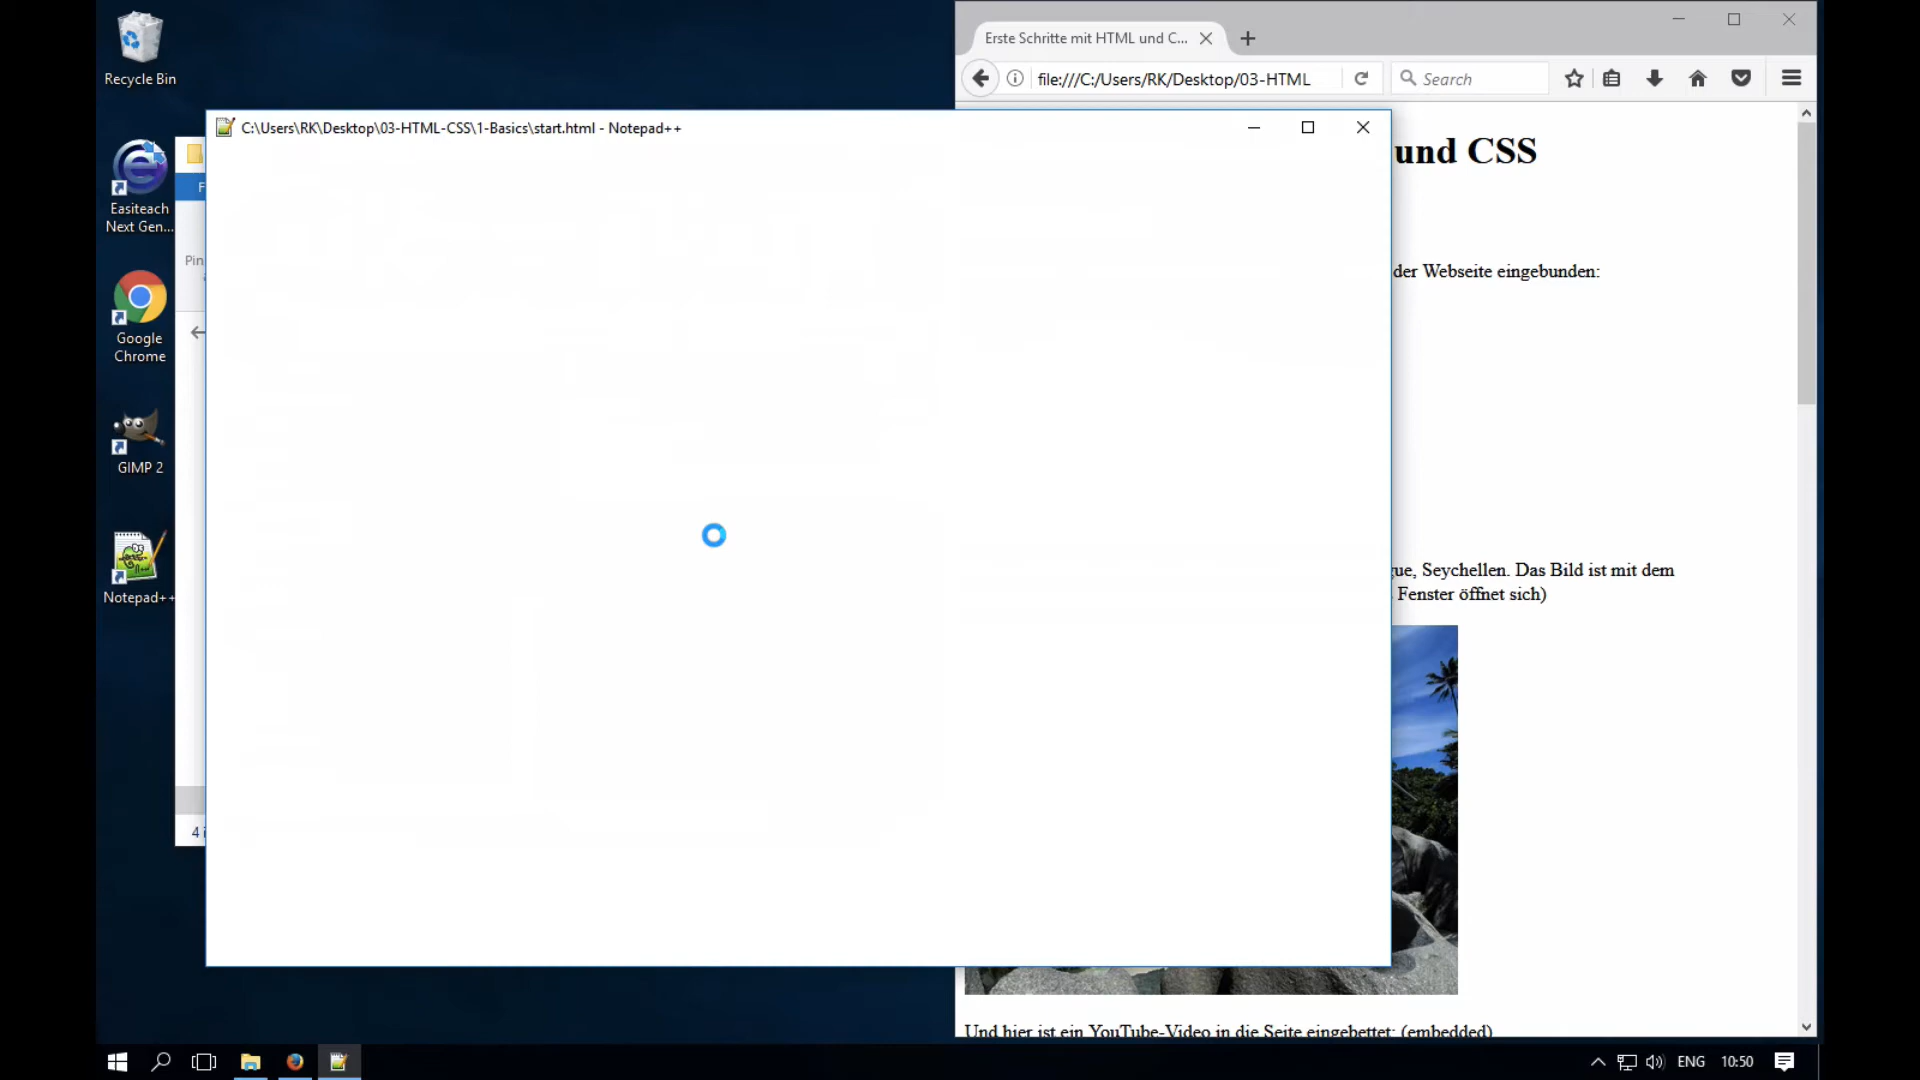 Recycle Bin
Easiteach
Next Gen...
Google
Chrome
GIMP 2
Notepad++
F
Pin
4 i
C:\Users\RK\Desktop\03-HTML-CSS\1-Basics\start.html - Notepad++
Erste Schritte mit HTML und C...
file:///C:/Users/RK/Desktop/03-HTML
Search
und CSS
der Webseite eingebunden:
gue, Seychellen. Das Bild ist mit dem
Fenster öffnet sich)
Und hier ist ein YouTube-Video in die Seite eingebettet: (embedded)
ENG
10:50